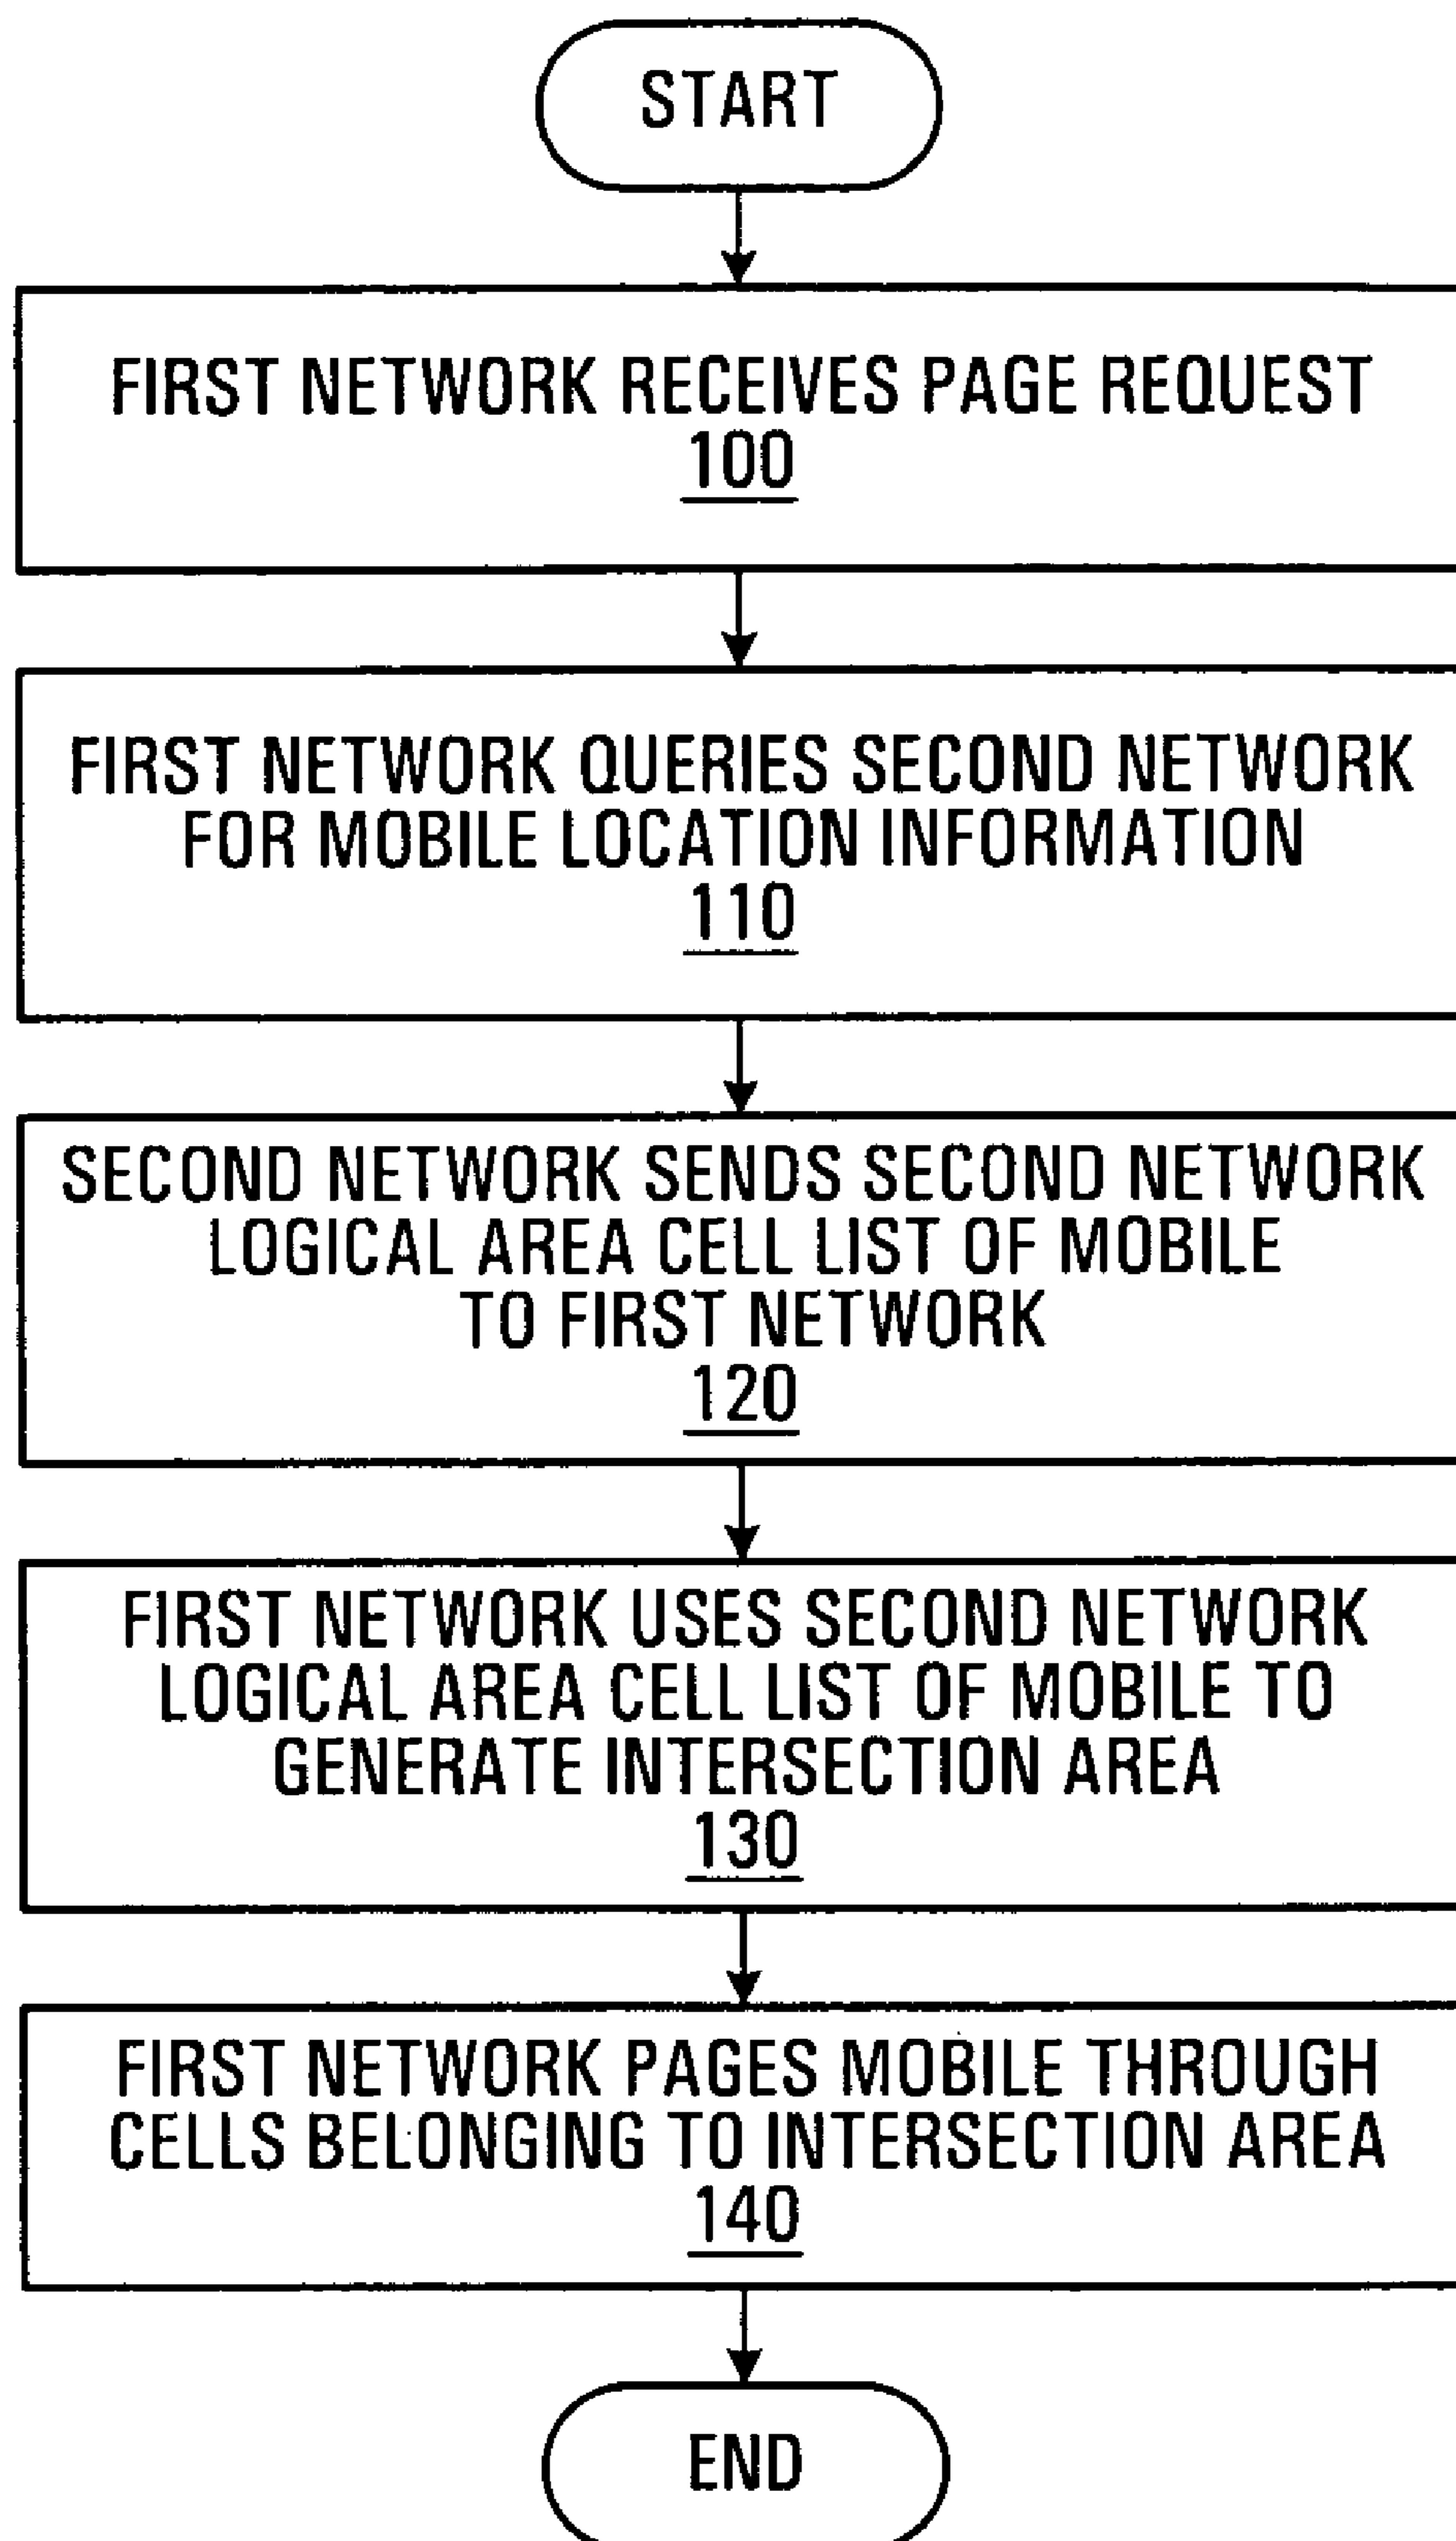 START
FIRST NETWORK RECEIVES PAGE REQUEST
100
FIRST NETWORK QUERIES SECOND NETWORK
FOR MOBILE LOCATION INFORMATION
110
SECOND NETWORK SENDS SECOND NETWORK
LOGICAL AREA CELL LIST OF MOBILE
TO FIRST NETWORK
120
FIRST NETWORK USES SECOND NETWORK
LOGICAL AREA CELL LIST OF MOBILE TO
GENERATE INTERSECTION AREA
130
FIRST NETWORK PAGES MOBILE THROUGH
CELLS BELONGING TO INTERSECTION AREA
140
END